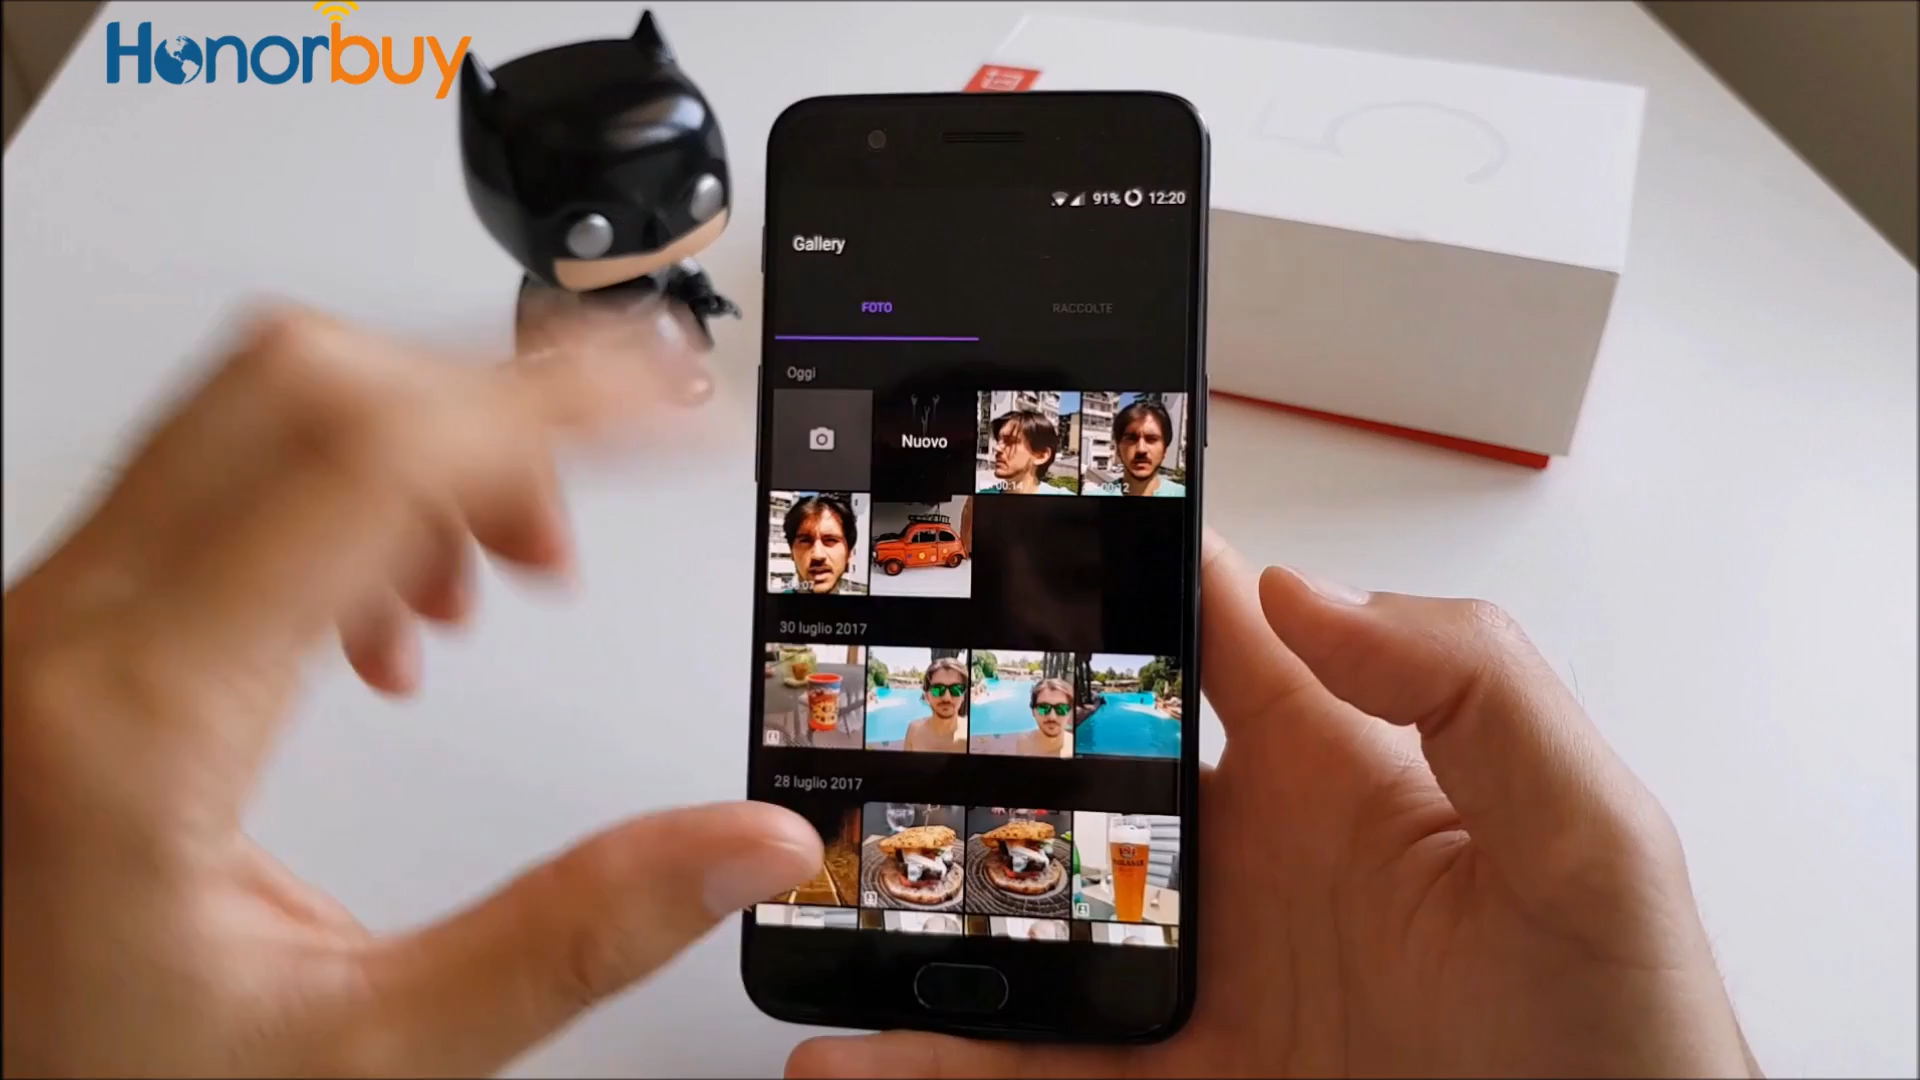 Honorbuy
91% 12:20
Gallery
FOTO RACCOLTE
Oggi
Nuovo
00:14
00:12
30 luglio 2017
28 luglio 2017
5